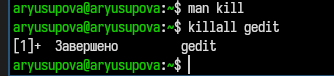 aryusupova@aryusupova:~$ man kill
aryusupova@aryusupova:~$ killall gedit
[1]+  Завершено         gedit
aryusupova@aryusupova:~$